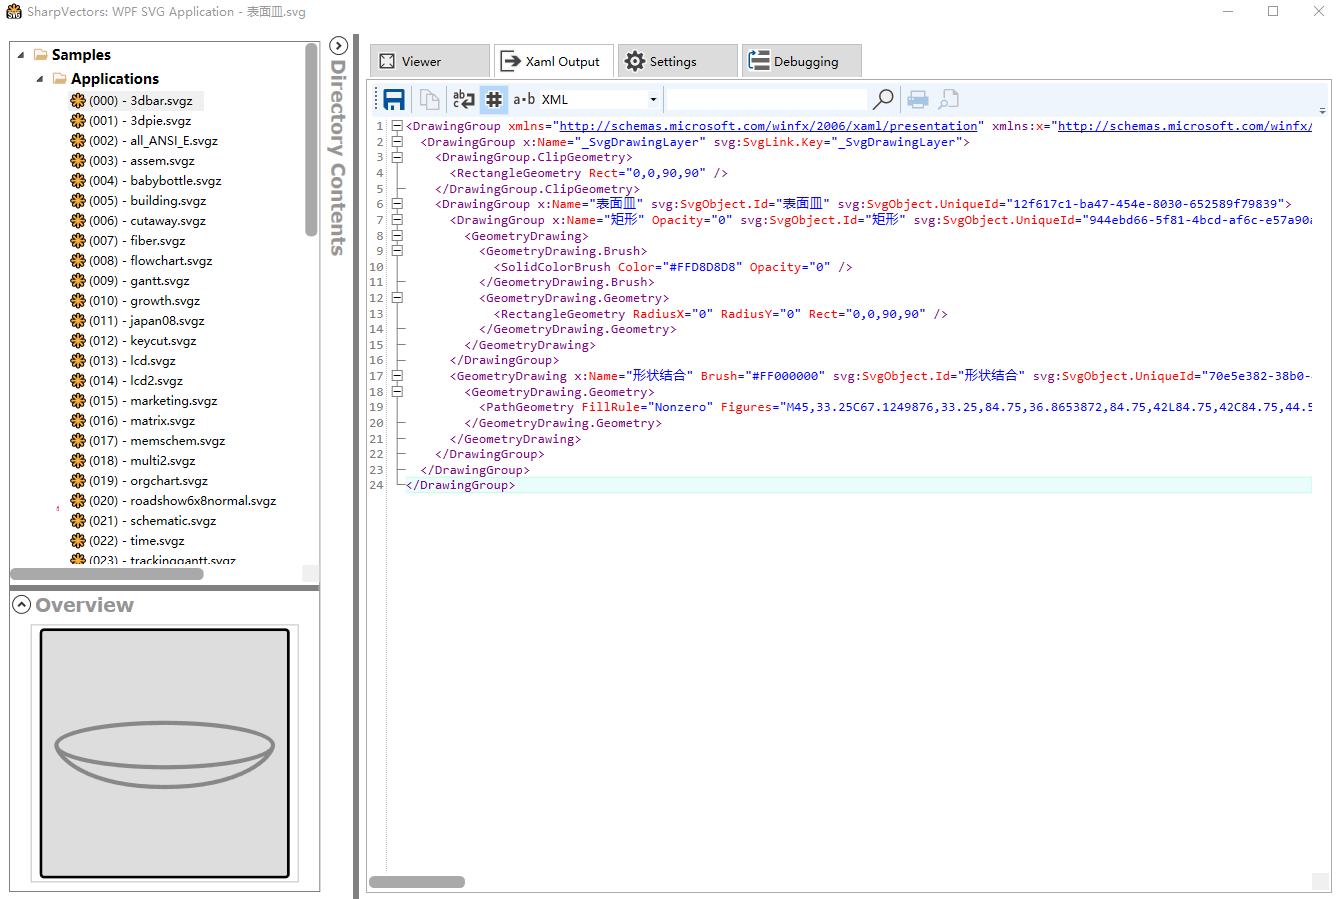 SharpVectors: WPF SVG Application - 表面皿.svg
Samples
Applications
(000) - 3dbar.svgz
(001) - 3dpie.svgz
(002) - all_ANSI_E.svgz
(003) - assem.svgz
(004) - babybottle.svgz
(005) - building.svgz
(006) - cutaway.svgz
(007) - fiber.svgz
(008) - flowchart.svgz
(009) - gantt.svgz
(010) - growth.svgz
(011) - japan08.svgz
(012) - keycut.svgz
(013) - lcd.svgz
(014) - lcd2.svgz
(015) - marketing.svgz
(016) - matrix.svgz
(017) - memschem.svgz
(018) - multi2.svgz
(019) - orgchart.svgz
(020) - roadshow6x8normal.svgz
(021) - schematic.svgz
(022) - time.svgz
(023) - trackinggantt.svgz
Overview
Directory Contents
Viewer
Xaml Output
Settings
Debugging
a-b XML
1 <DrawingGroup xmlns="http://schemas.microsoft.com/winfx/2006/xaml/presentation" xmlns:x="http://schemas.microsoft.com/winfx/
2 <DrawingGroup x:Name="_SvgDrawingLayer" svg:SvgLink.Key="_SvgDrawingLayer">
3 <DrawingGroup.ClipGeometry>
4 <RectangleGeometry Rect="0,0,90,90" />
5 </DrawingGroup.ClipGeometry>
6 <DrawingGroup x:Name="表面皿" svg:SvgObject.Id="表面皿" svg:SvgObject.UniqueId="12f617c1-ba47-454e-8030-652589f79839">
7 <DrawingGroup x:Name="矩形" Opacity="0" svg:SvgObject.Id="矩形" svg:SvgObject.UniqueId="944ebd66-5f81-4bcd-af6c-e57a90a
8 <GeometryDrawing>
9 <GeometryDrawing.Brush>
10 <SolidColorBrush Color="#FFD8D8D8" Opacity="0" />
11 </GeometryDrawing.Brush>
12 <GeometryDrawing.Geometry>
13 <RectangleGeometry RadiusX="0" RadiusY="0" Rect="0,0,90,90" />
14 </GeometryDrawing.Geometry>
15 </GeometryDrawing>
16 </DrawingGroup>
17 <GeometryDrawing x:Name="形状结合" Brush="#FF000000" svg:SvgObject.Id="形状结合" svg:SvgObject.UniqueId="70e5e382-38b0-
18 <GeometryDrawing.Geometry>
19 <PathGeometry FillRule="Nonzero" Figures="M45,33.25C67.1249876,33.25,84.75,36.8653872,84.75,42L84.75,42C84.75,44.5
20 </GeometryDrawing.Geometry>
21 </GeometryDrawing>
22 </DrawingGroup>
23 </DrawingGroup>
24 </DrawingGroup>